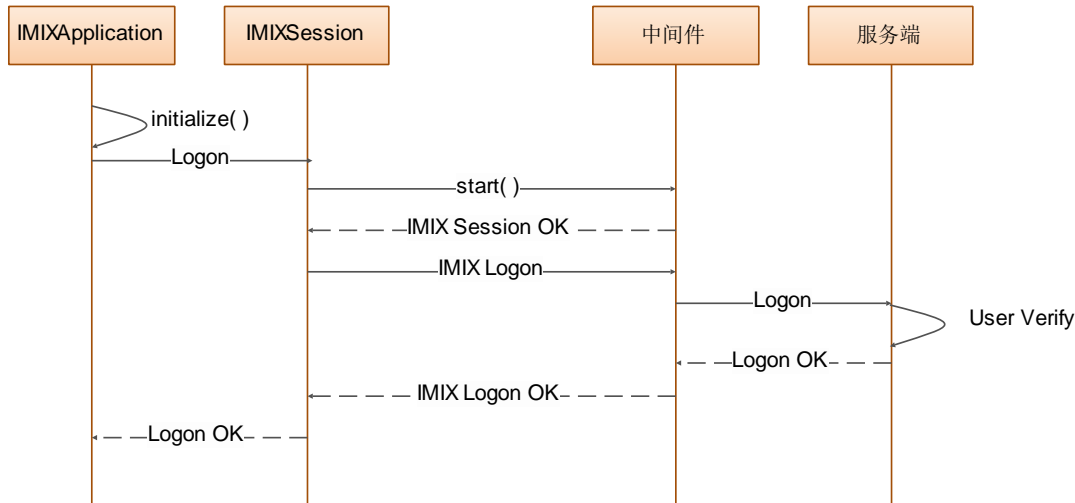 IMIXApplication
IMIXSession
中间件
服务端
initialize( )
Logon
start( )
IMIX Session OK
IMIX Logon
Logon
User Verify
Logon OK
IMIX Logon OK
Logon OK